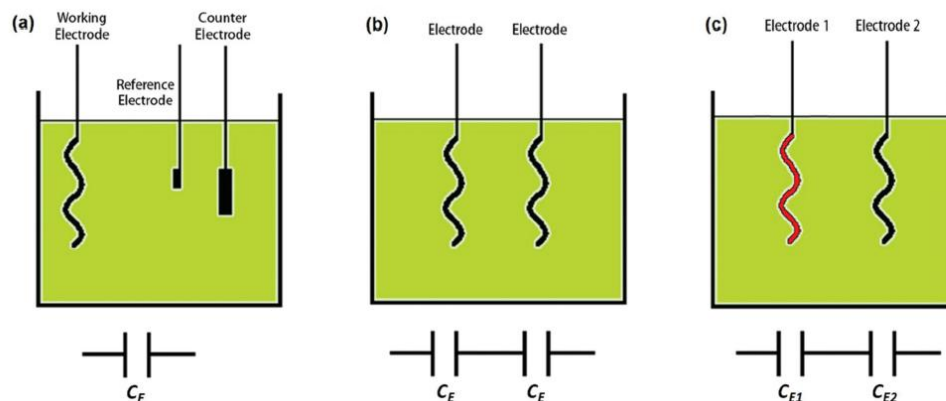 (a)
Working
Electrode
Reference
Electrode
Counter
Electrode
C_E
(b)
Electrode
Electrode
C_E
C_E
(c)
Electrode 1
Electrode 2
C_E1
C_E2